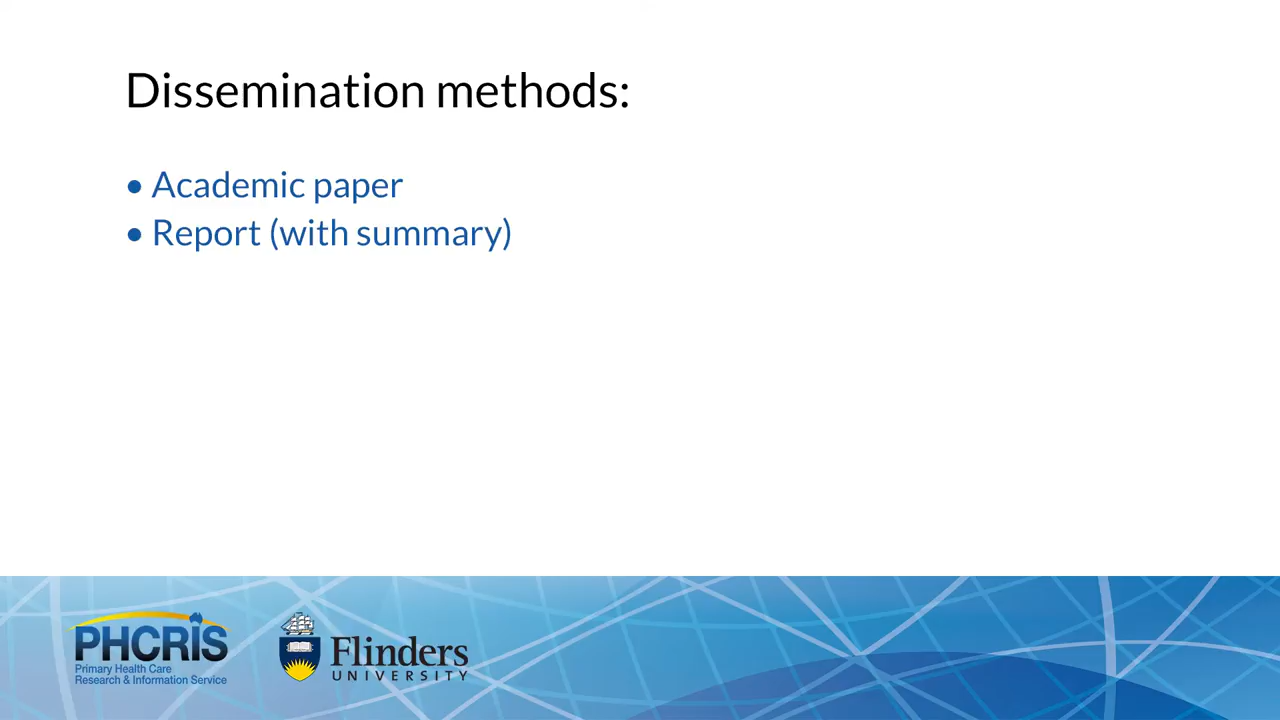 Dissemination methods:
• Academic paper
• Report (with summary)
PHCRIS
Primary Health Care
Research & Information Service
Flinders
UNIVERSITY